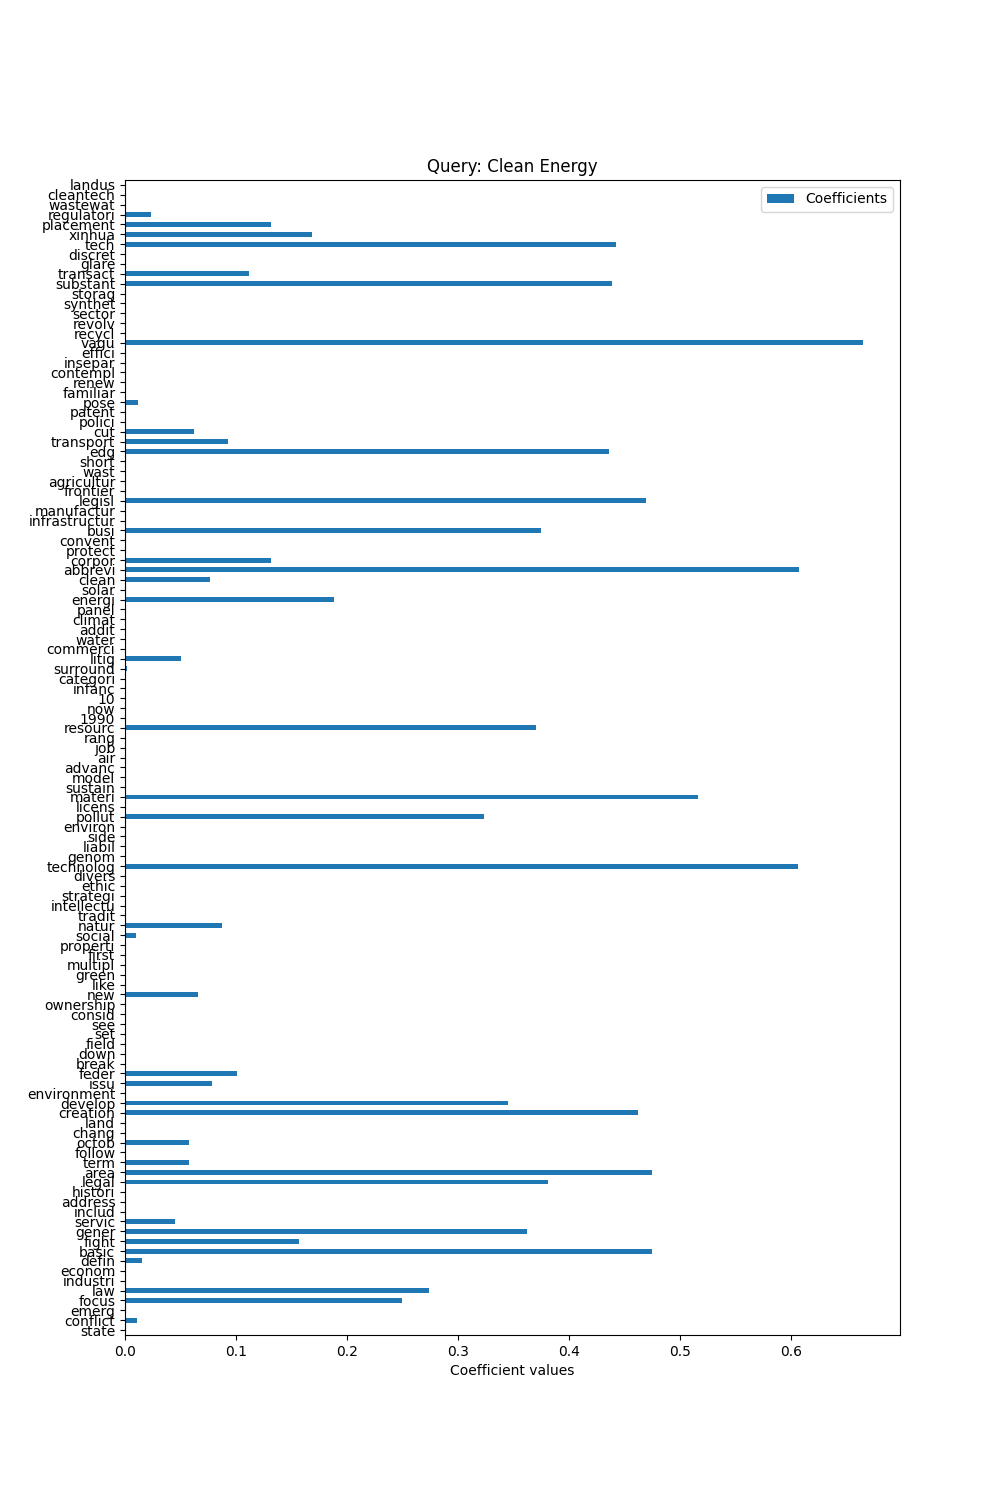 Query: Clean Energy
Coefficients
landus
cleantech
wastewat
regulatori
placement
xinhua
tech
discret
glare
transact
substant
storag
synthet
sector
revolv
recycl
vagu
effici
insepar
contempl
renew
familiar
pose
patent
polici
cut
transport
edg
short
wast
agricultur
frontier
legisl
manufactur
infrastructur
busi
convent
protect
corpor
abbrevi
clean
solar
energi
panel
climat
addit
water
commerci
litig
surround
categori
infanc
10
now
1990
resourc
rang
job
air
advanc
model
sustain
materi
licens
pollut
environ
side
liabil
genom
technolog
divers
ethic
strategi
intellectu
tradit
natur
social
properti
first
multipl
green
like
new
ownership
consid
see
set
field
down
break
feder
issu
environment
develop
creation
land
chang
octob
follow
term
area
legal
histori
address
includ
servic
gener
fight
basic
defin
econom
industri
law
focus
emerg
conflict
state
0.0 0.1 0.2 0.3 0.4 0.5 0.6
Coefficient values